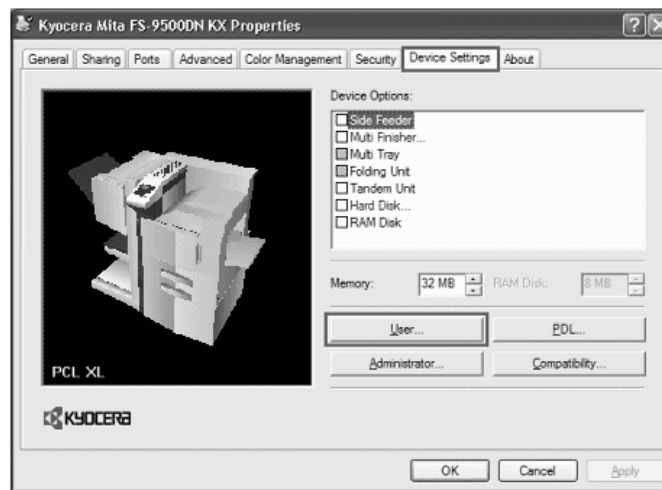 Kyocera Mita FS-9500DN KX Properties
General Sharing Ports Advanced Color Management Security Device Settings About
Device Options:
Side Feeder
Multi Finisher...
Multi Tray
Folding Unit
Tandem Unit
Hard Disk...
RAM Disk
Memory: 32 MB RAM Disk: 8 MB
User... PDL...
Administrator... Compatibility...
PCL XL
KYOCERA
OK Cancel Apply